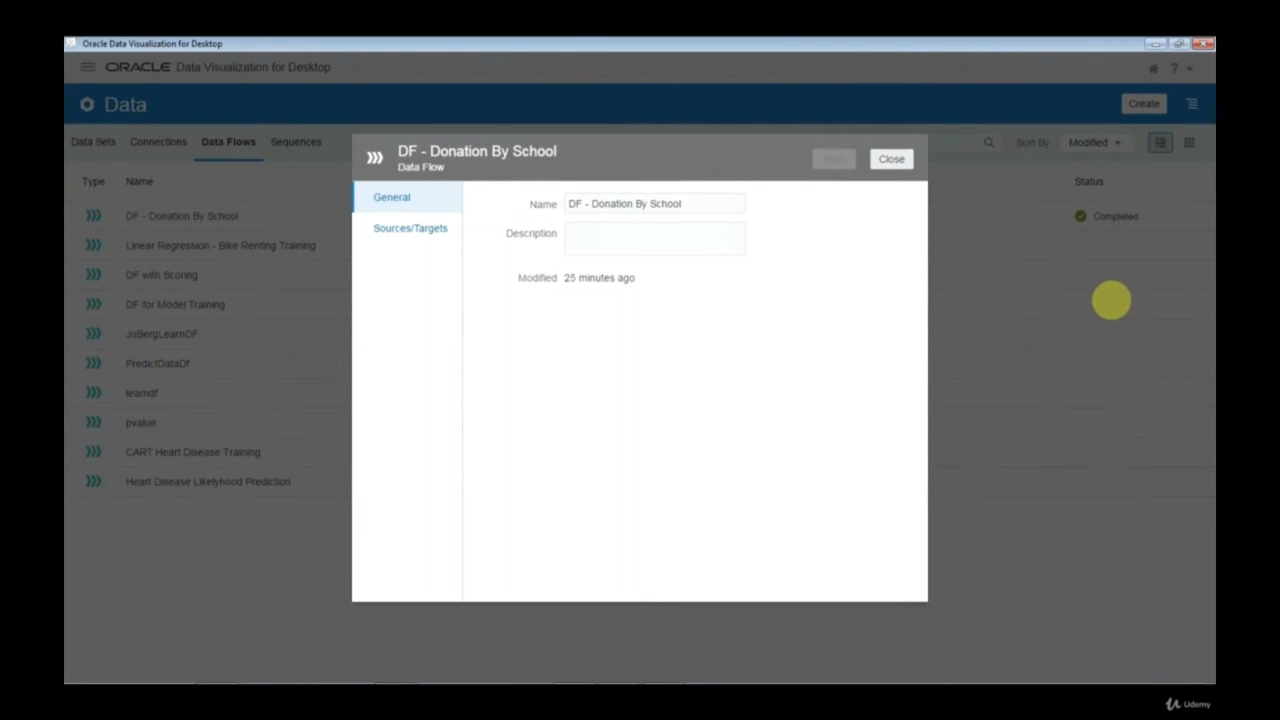 Oracle Data Visualization for Desktop
ORACLE Data Visualization for Desktop
?
Data
Create
Data Sets Connections Data Flows Sequences
Sort By Modified
Type Name Status
DF - Donation By School
Data Flow
Close
General
Sources/Targets
Name DF - Donation By School
Description
Modified 25 minutes ago
DF - Donation By School Completed
Linear Regression - Bike Renting Training
DF with Scoring
DF for Model Training
JoBergLearnDF
PredictDataDf
learndf
pvalue
CART Heart Disease Training
Heart Disease Likelyhood Prediction
Udemy